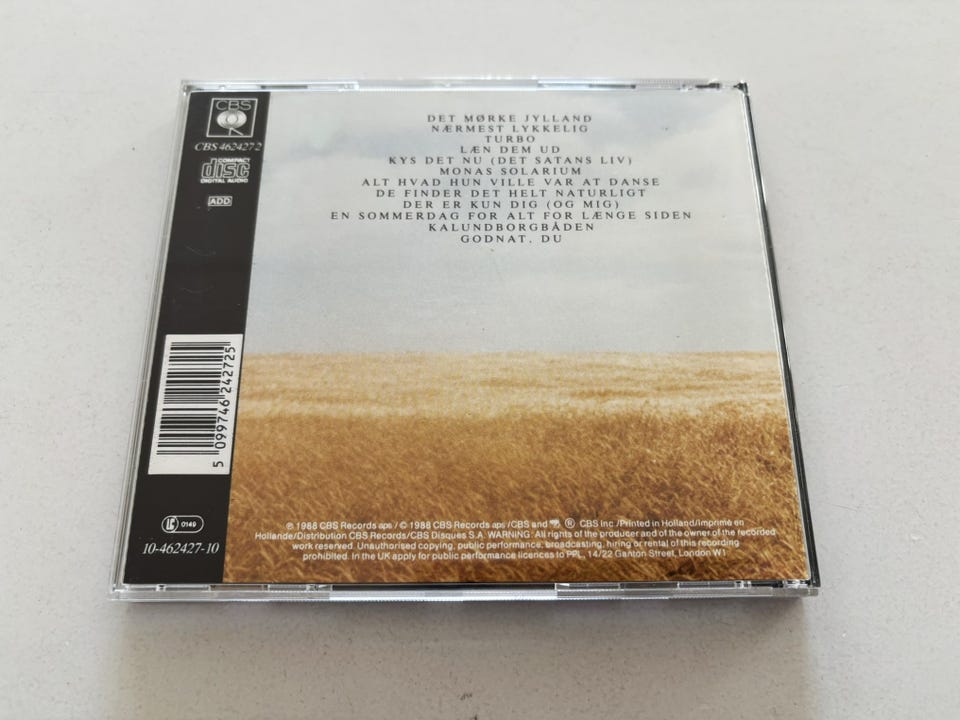 CBS
CBS 4624272
COMPACT
disc
DIGITAL AUDIO
ADD
DET MØRKE JYLLAND
NÆRMEST LYKKELIG
TURBO
LÆN DEM UD
KYS DET NU (DET SATANS LIV)
MONAS SOLARIUM
ALT HVAD HUN VILLE VAR AT DANSE
DE FINDER DET HELT NATURLIGT
DER ER KUN DIG (OG MIG)
EN SOMMERDAG FOR ALT FOR LÆNGE SIDEN
KALUNDBORGBÅDEN
GODNAT, DU
5 099746 242725
LC 0149
10-462427-10
℗ 1988 CBS Records aps / © 1988 CBS Records aps /CBS and ® CBS Inc /Printed in Holland/Imprimé en
Hollande/Distribution CBS Records/CBS Disques S.A. WARNING: All rights of the producer and of the owner of the recorded
work reserved. Unauthorised copying, public performance, broadcasting, hiring or rental of this recording
prohibited. In the UK apply for public performance licences to PPL, 14/22 Ganton Street, London W1